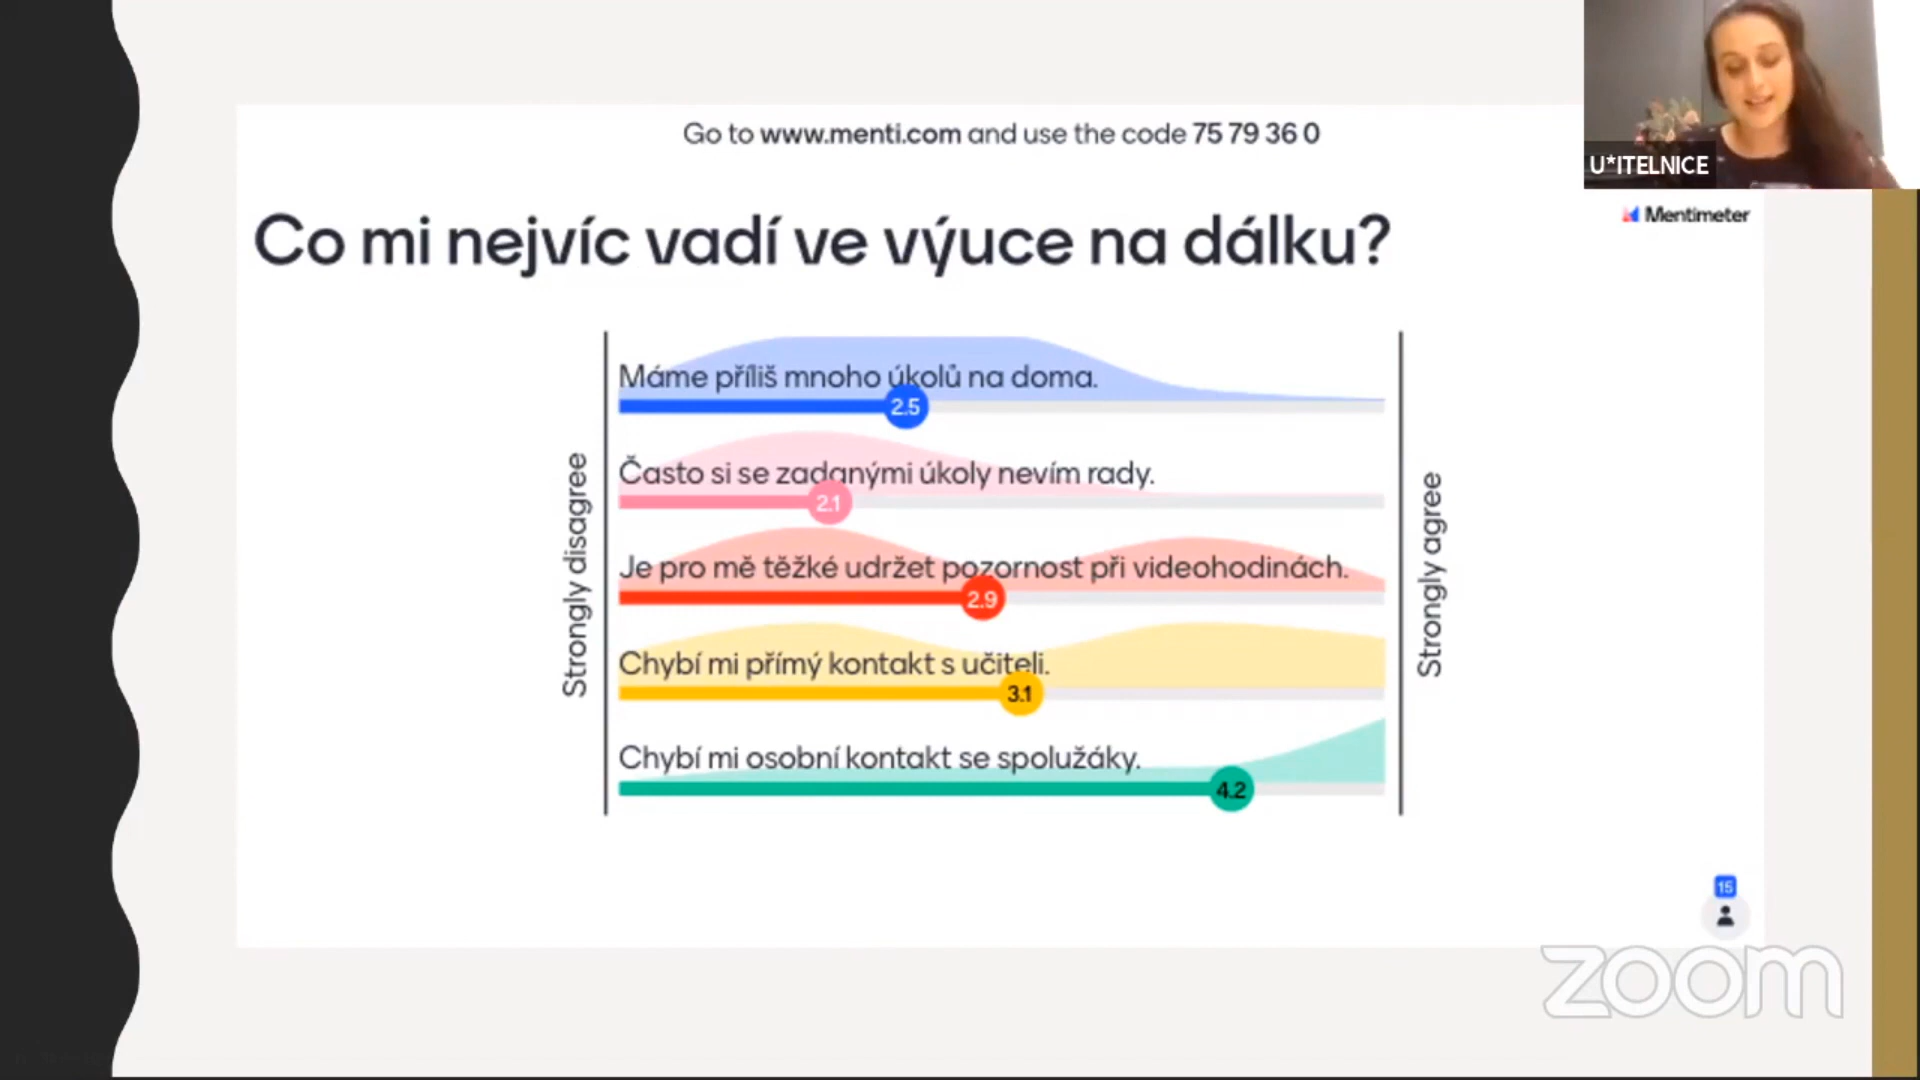 Go to www.menti.com and use the code 75 79 36 0
U*ITELNICE
Mentimeter
Co mi nejvíc vadí ve výuce na dálku?
Strongly disagree
Máme příliš mnoho úkolů na doma.
2.5
Často si se zadanými úkoly nevím rady.
2.1
Je pro mě těžké udržet pozornost při videohodinách.
2.9
Chybí mi přímý kontakt s učiteli.
3.1
Chybí mi osobní kontakt se spolužáky.
4.2
Strongly agree
15
zoom